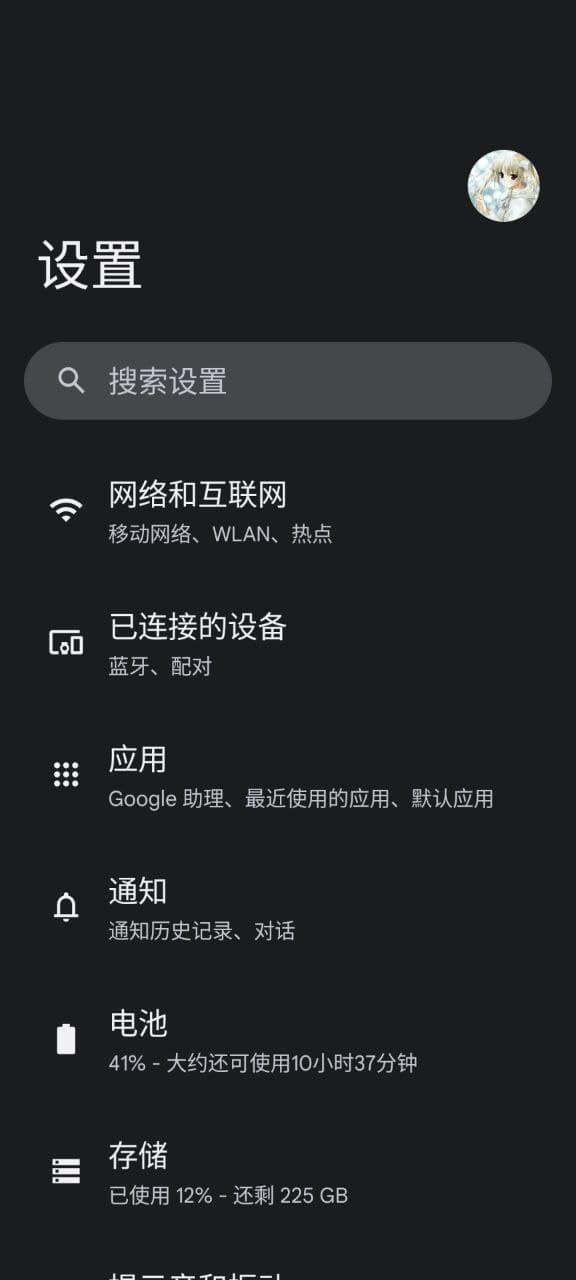 设置
搜索设置
网络和互联网
移动网络、WLAN、热点
已连接的设备
蓝牙、配对
应用
Google 助理、最近使用的应用、默认应用
通知
通知历史记录、对话
电池
41% - 大约还可使用10小时37分钟
存储
已使用 12% - 还剩 225 GB